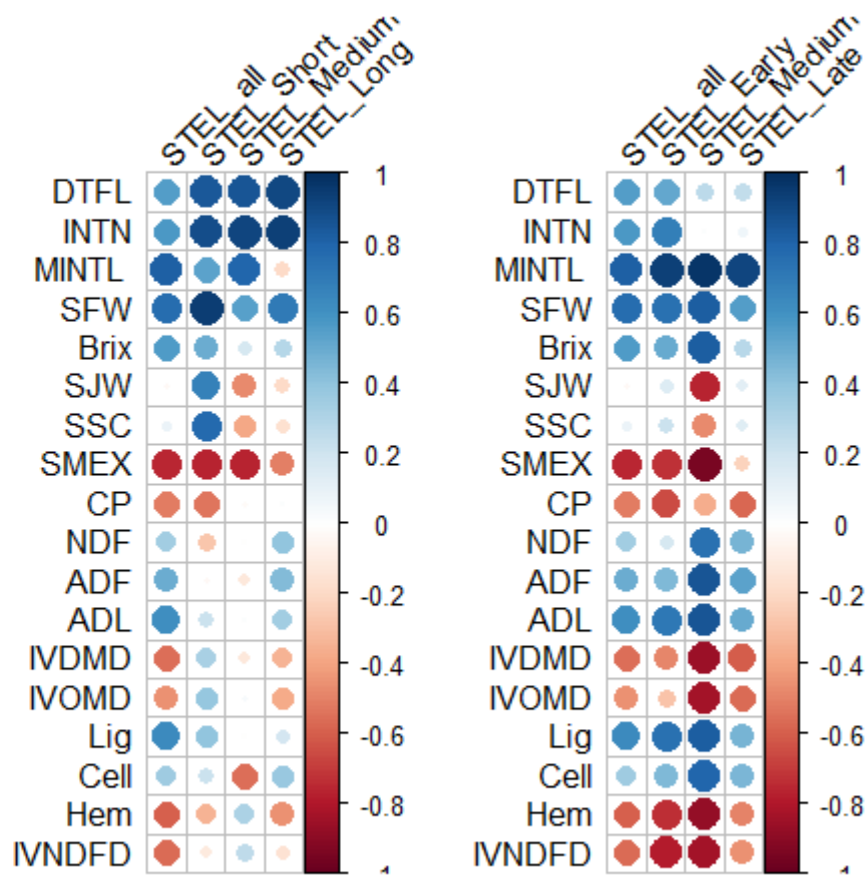 STEL_all STEL_Short STEL_Medium STEL_Long
DTFL
INTN
MINTL
SFW
Brix
SJW
SSC
SMEX
CP
NDF
ADF
ADL
IVDMD
IVOMD
Lig
Cell
Hem
IVNDFD
1
0.8
0.6
0.4
0.2
0
-0.2
-0.4
-0.6
-0.8
-1
STEL_all STEL_Early STEL_Medium STEL_Late
DTFL
INTN
MINTL
SFW
Brix
SJW
SSC
SMEX
CP
NDF
ADF
ADL
IVDMD
IVOMD
Lig
Cell
Hem
IVNDFD
1
0.8
0.6
0.4
0.2
0
-0.2
-0.4
-0.6
-0.8
-1